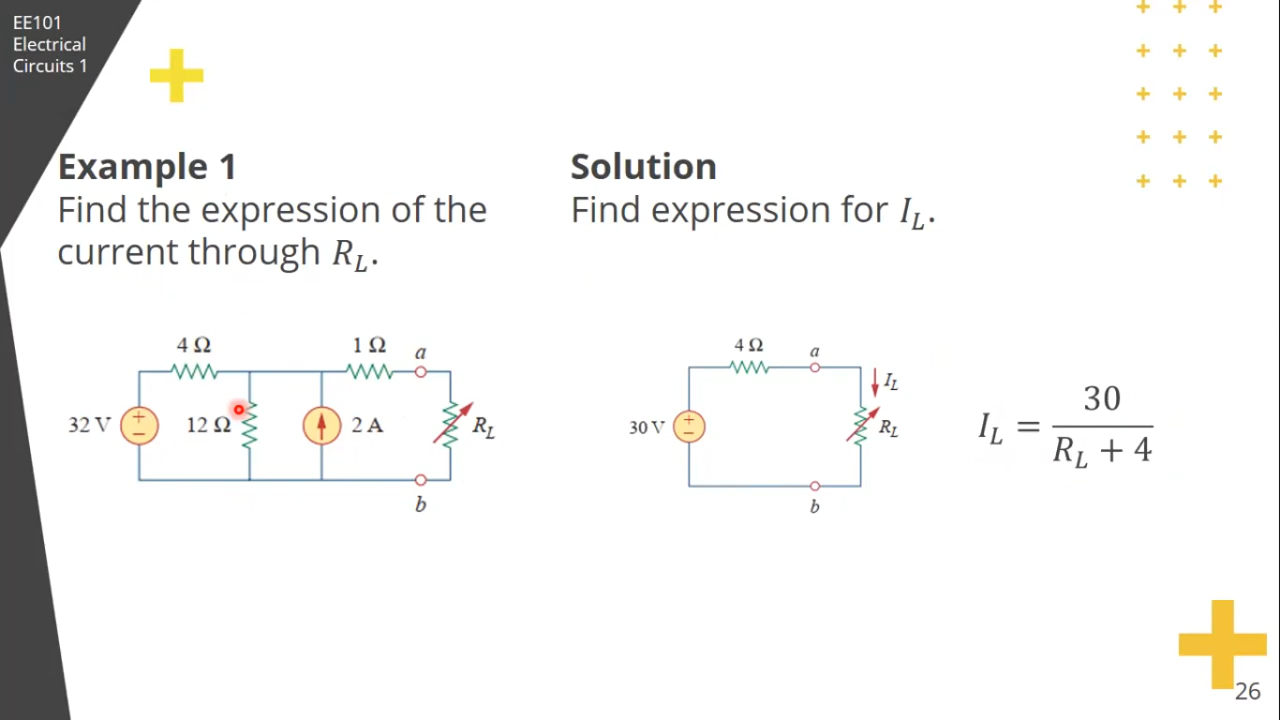 EE101
Electrical
Circuits 1
Example 1
Find the expression of the
current through R_L.
4 Ω
1 Ω
a
32 V
+
−
12 Ω
2 A
R_L
b
Solution
Find expression for I_L.
4 Ω
a
I_L
30 V
+
−
R_L
b
I_L = 30 / (R_L + 4)
26